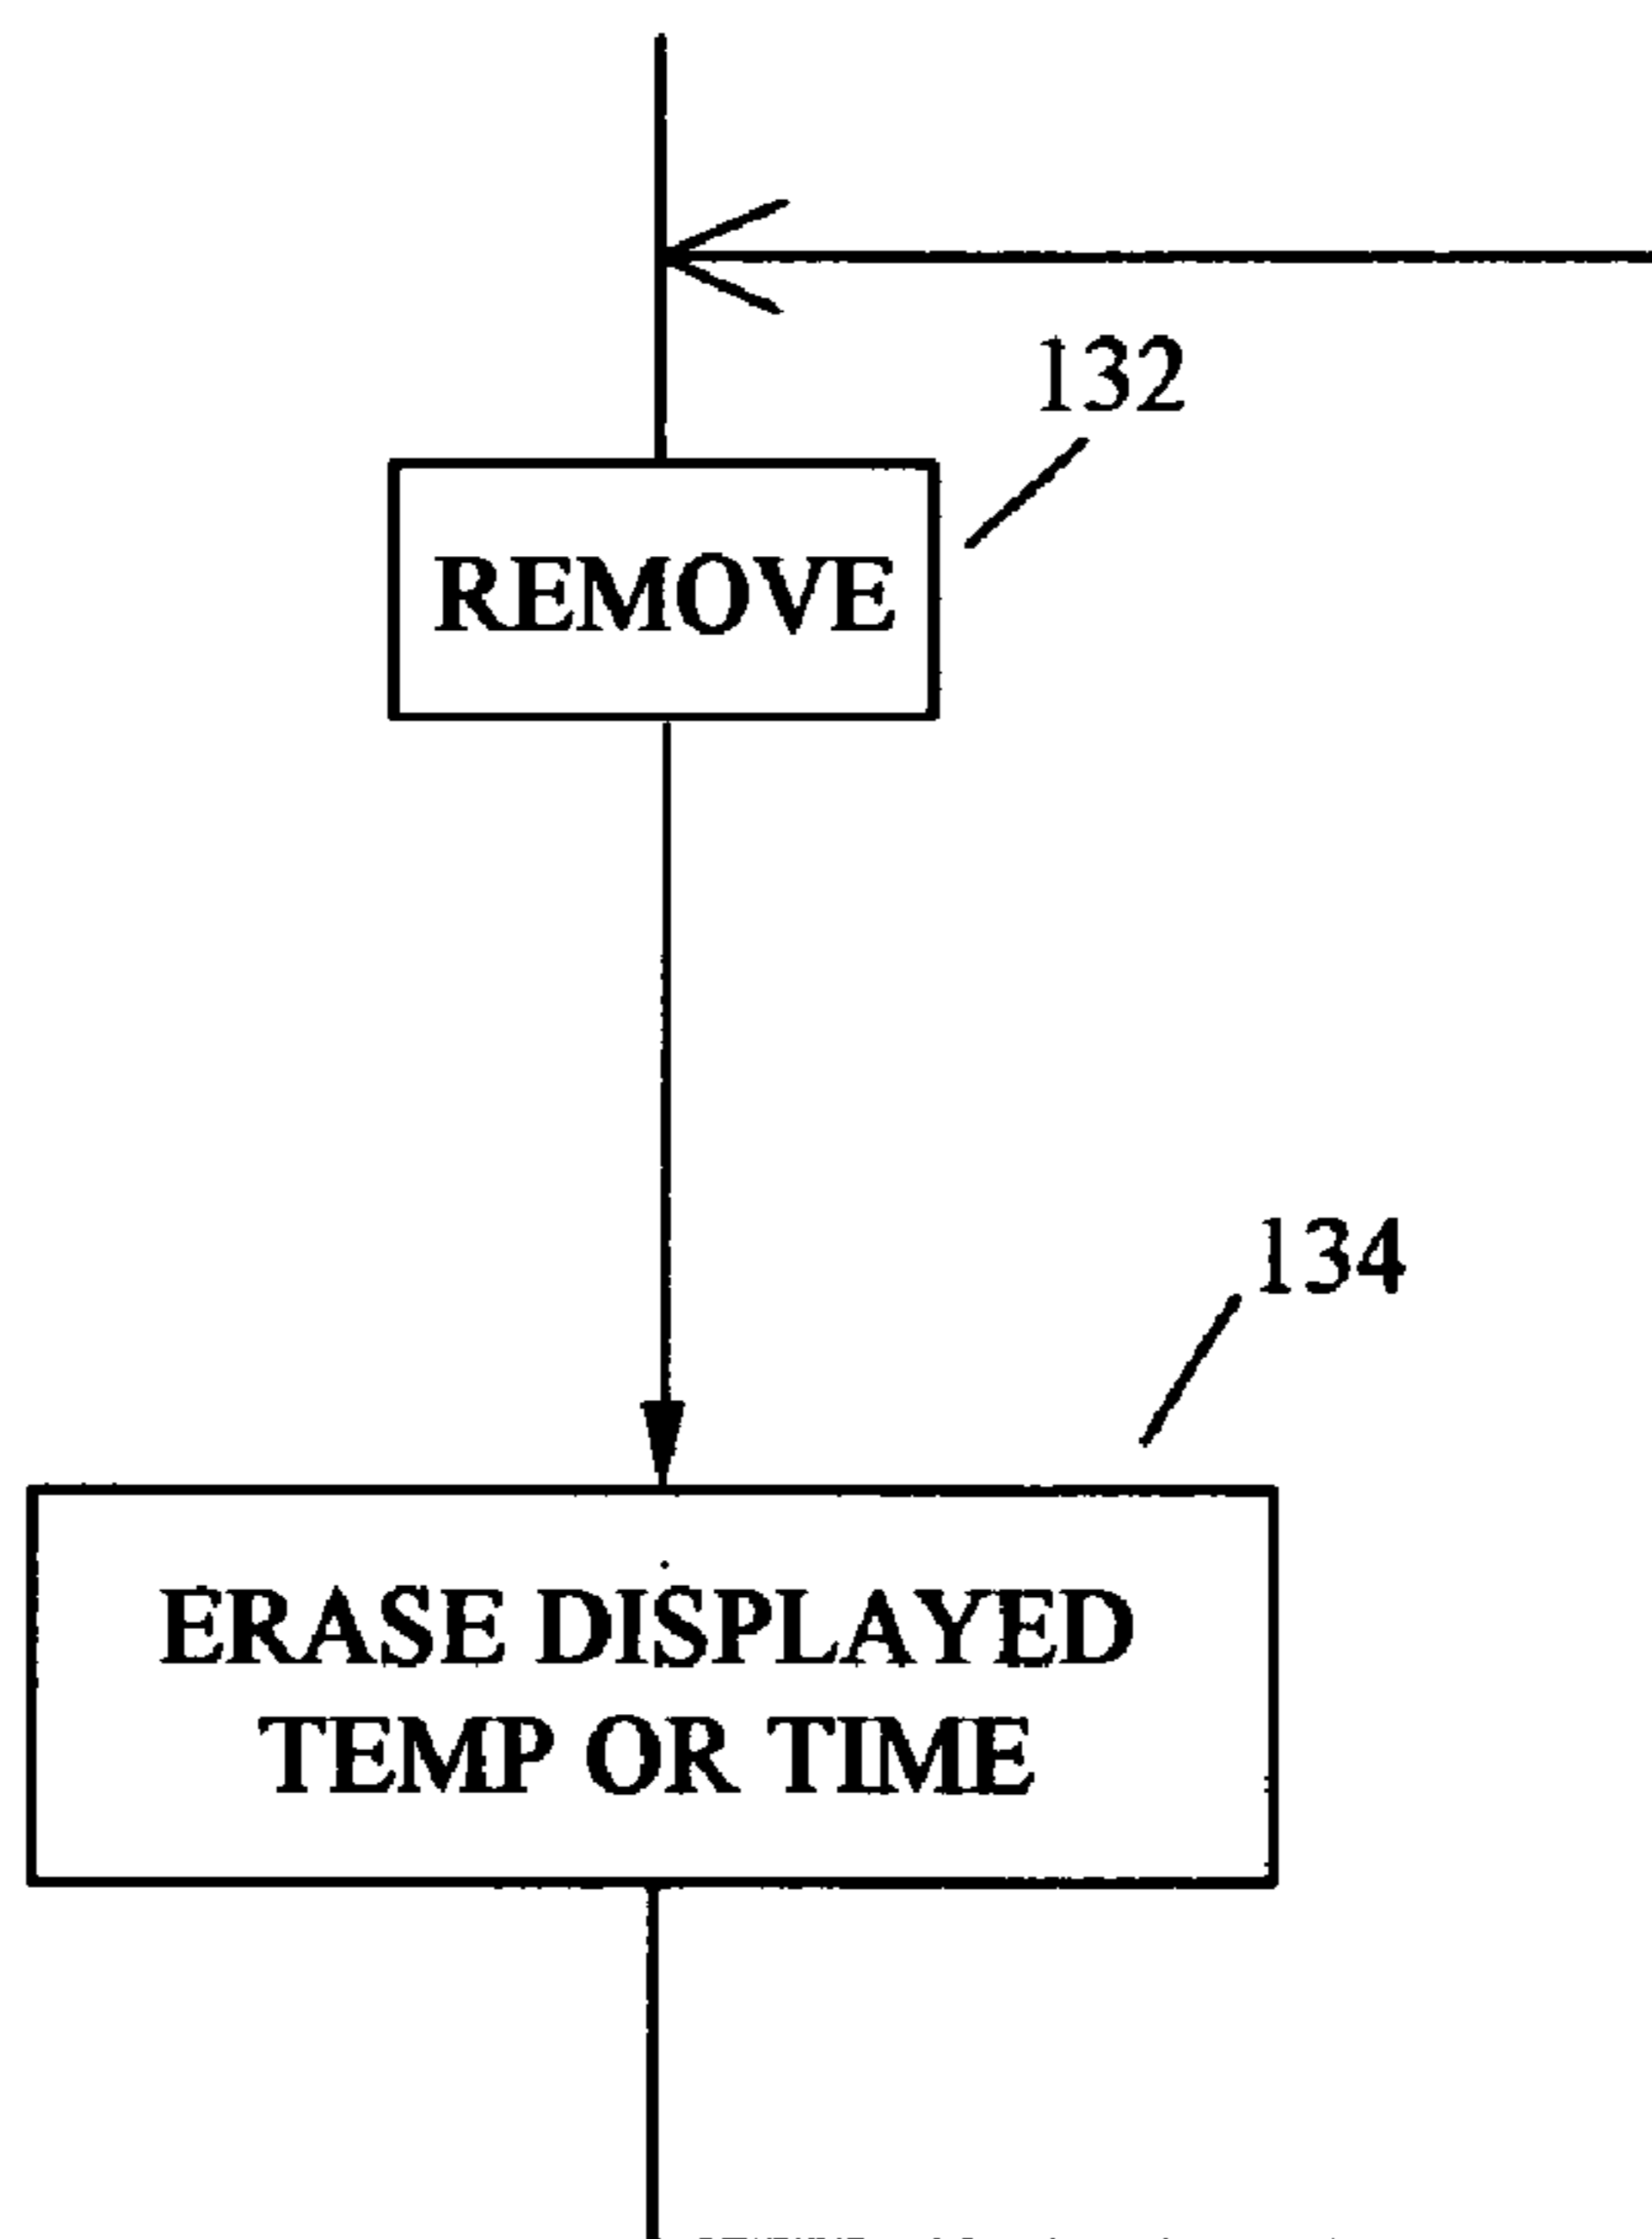 132
REMOVE
134
ERASE DISPLAYED
TEMP OR TIME